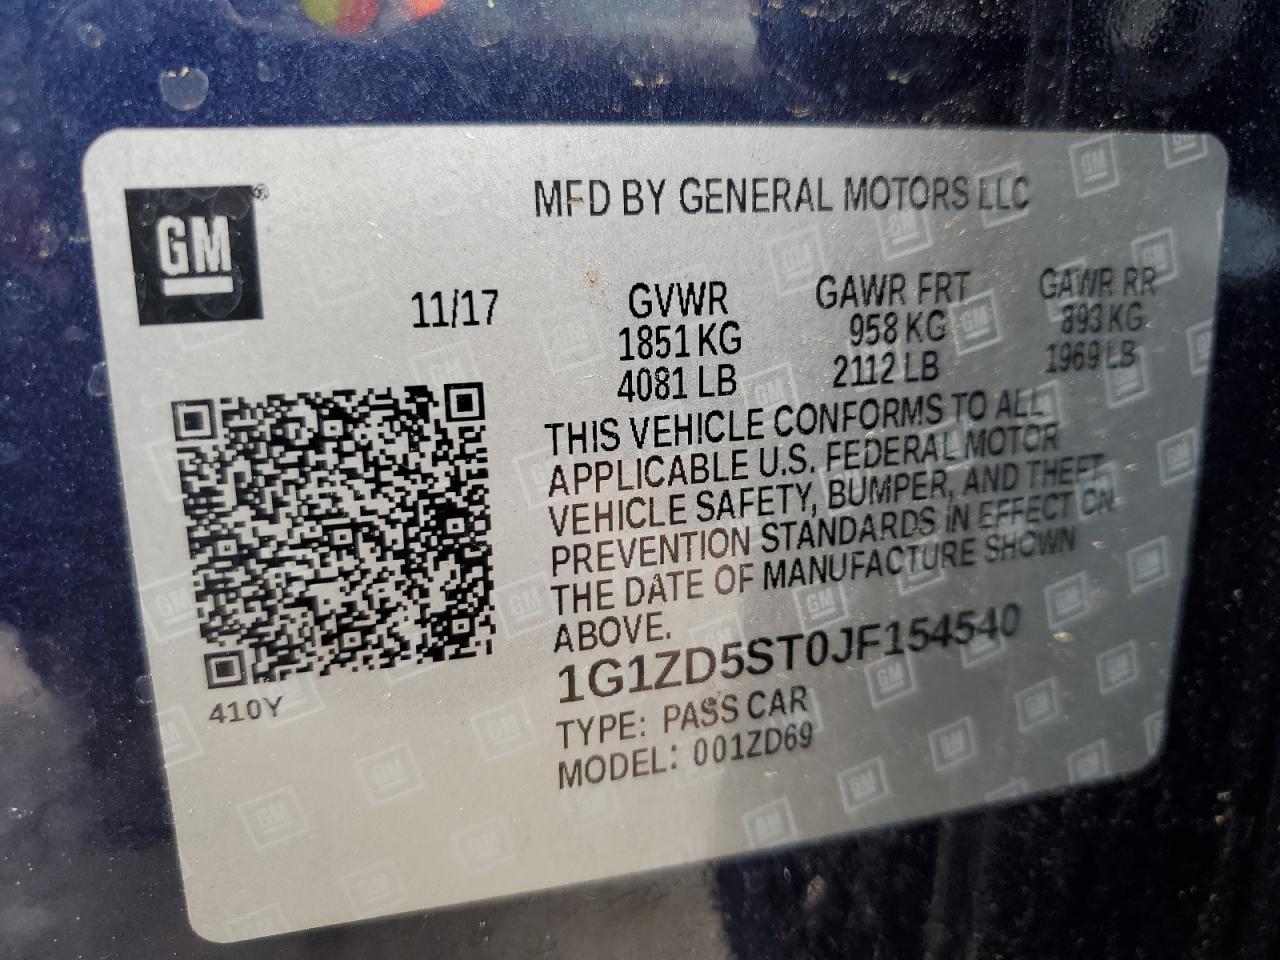 GM®
MFD BY GENERAL MOTORS LLC
11/17
GVWR GAWR FRT GAWR RR
1851 KG 958 KG 893 KG
4081 LB 2112 LB 1969 LB
THIS VEHICLE CONFORMS TO ALL
APPLICABLE U.S. FEDERAL MOTOR
VEHICLE SAFETY, BUMPER, AND THEFT
PREVENTION STANDARDS IN EFFECT ON
THE DATE OF MANUFACTURE SHOWN
ABOVE.
1G1ZD5ST0JF154540
TYPE: PASS CAR
MODEL: 001ZD69
410Y